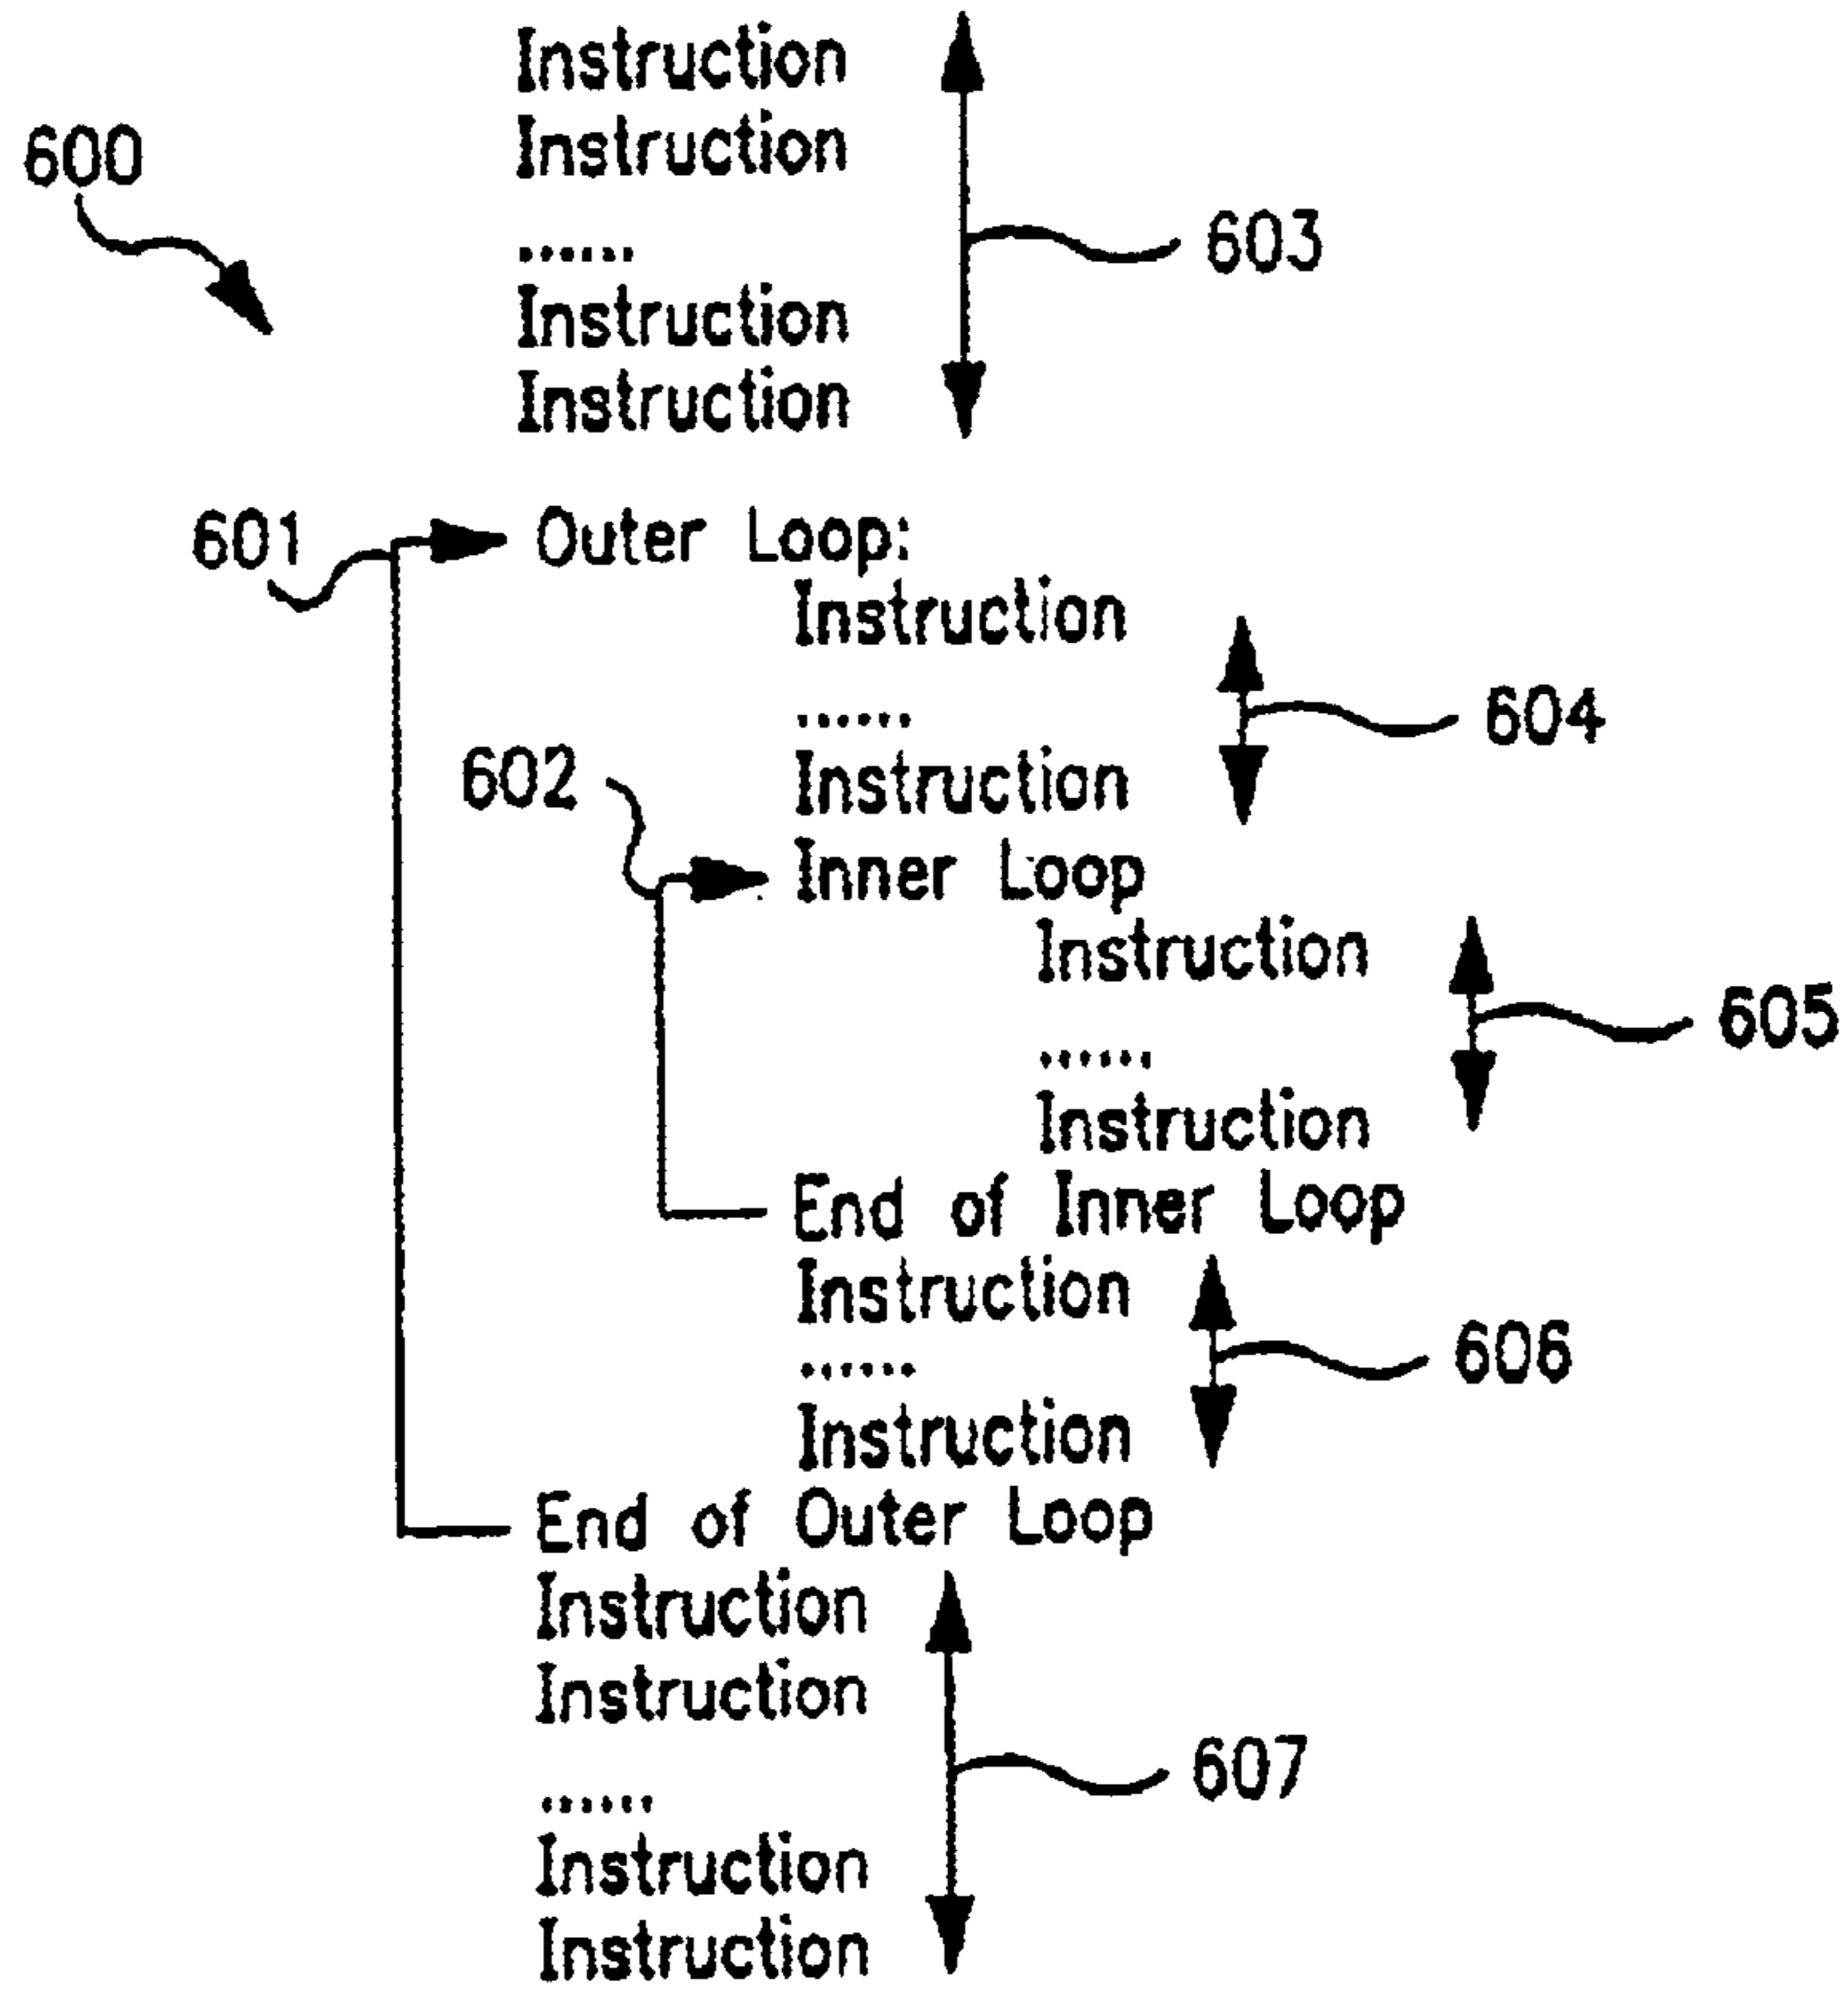 Instruction
Instruction
600
...... 603
Instruction
Instruction
601 Outer Loop:
Instruction
...... 604
602 Instruction
Inner Loop
Instruction
...... 605
Instruction
End of Inner Loop
Instruction
...... 606
Instruction
End of Outer Loop
Instruction
Instruction
607
......
Instruction
Instruction